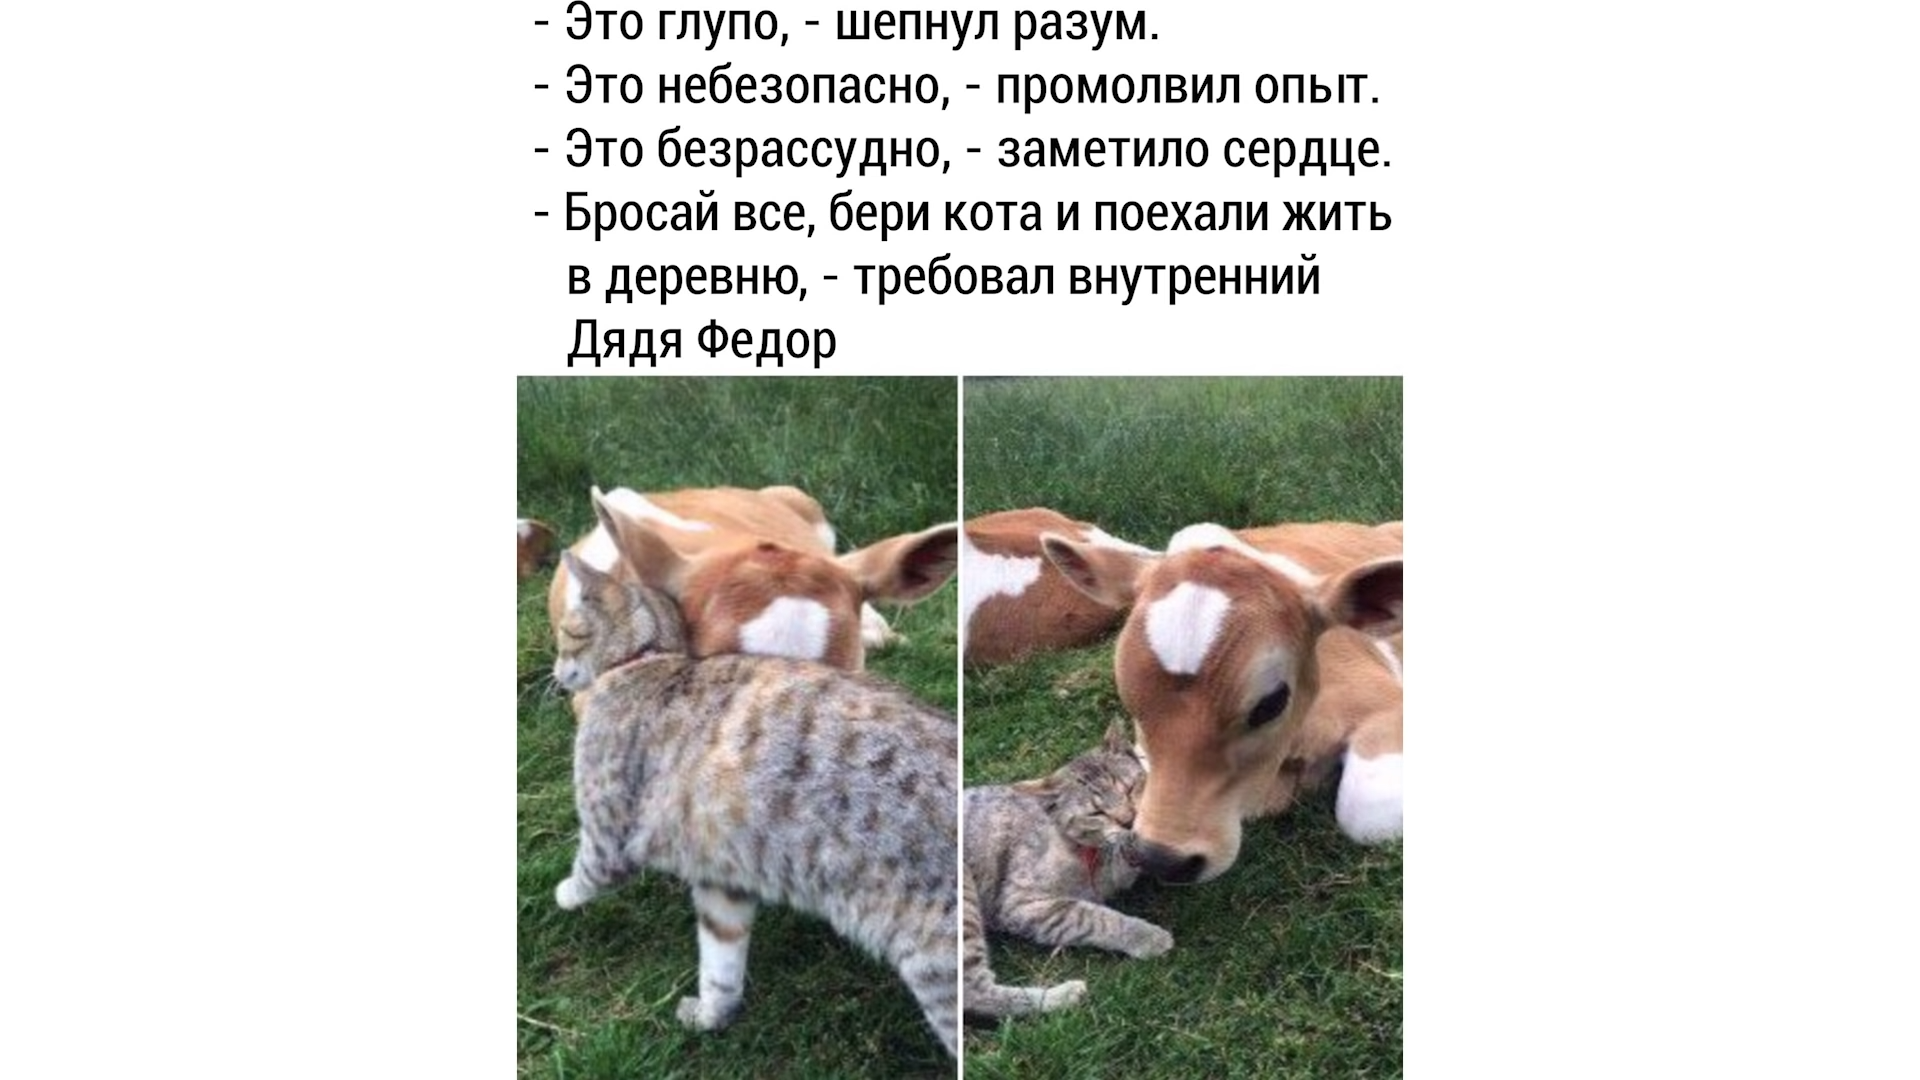 - Это глупо, - шепнул разум.
- Это небезопасно, - промолвил опыт.
- Это безрассудно, - заметило сердце.
- Бросай все, бери кота и поехали жить
в деревню, - требовал внутренний
Дядя Федор